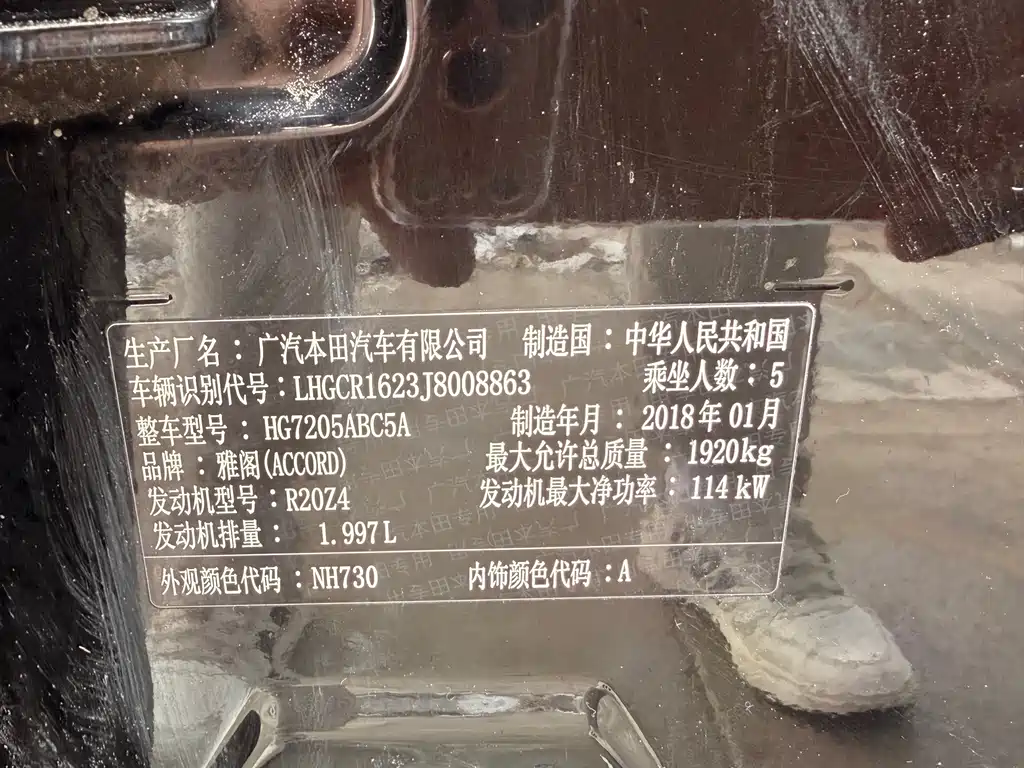 生产厂名：广汽本田汽车有限公司 制造国：中华人民共和国
车辆识别代号：LHGCR1623J8008863 乘坐人数：5
整车型号：HG7205ABC5A 制造年月：2018年01月
品牌：雅阁(ACCORD) 最大允许总质量：1920kg
发动机型号：R20Z4 发动机最大净功率：114kW
发动机排量：1.997L
外观颜色代码：NH730 内饰颜色代码：A